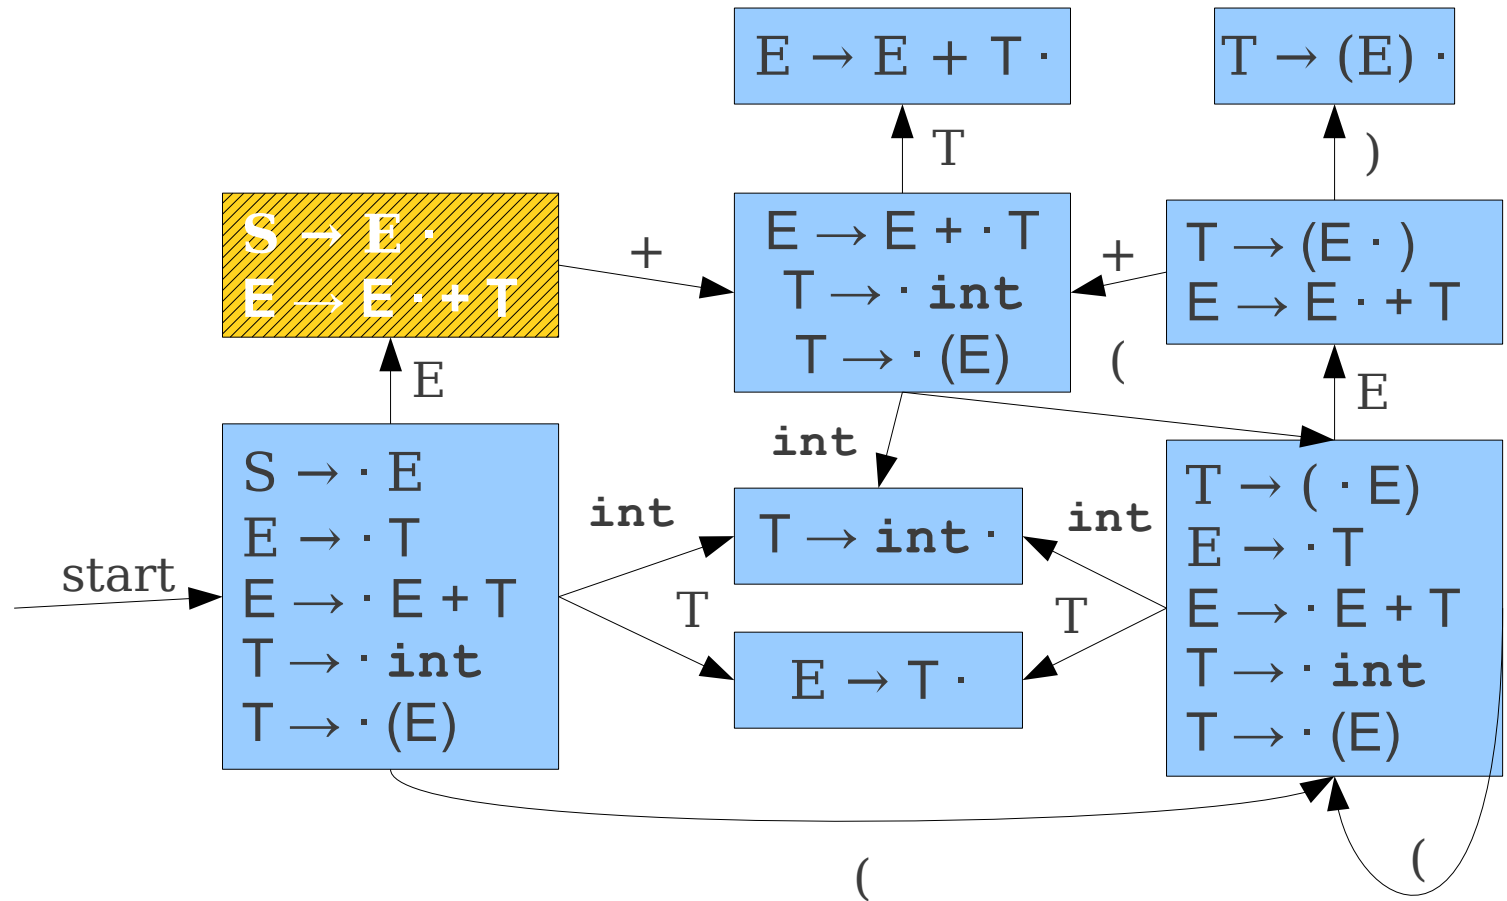 E → E + T ·
T → (E) ·
T
)
S → E ·
E → E · + T
+
E → E + · T
T → · int
T → · (E)
+
T → (E · )
E → E · + T
E
(
E
int
start
S → · E
E → · T
E → · E + T
T → · int
T → · (E)
int
T
T → int ·
E → T ·
int
T
T → ( · E)
E → · T
E → · E + T
T → · int
T → · (E)
(
(